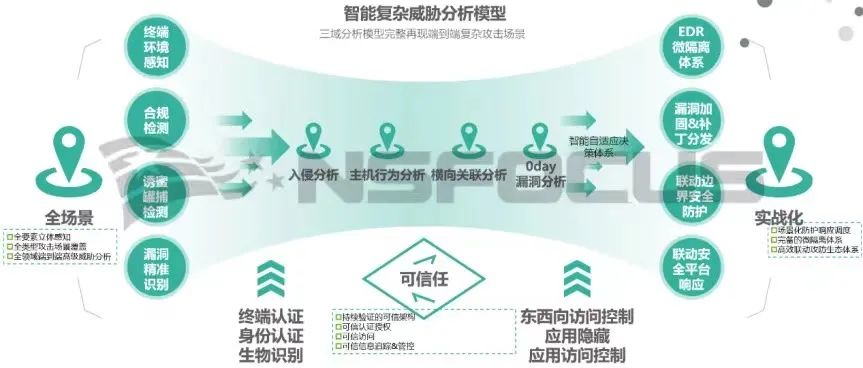 智能复杂威胁分析模型
三域分析模型完整再现端到端复杂攻击场景
终端
环境
感知
合规
检测
诱蜜
罐捕
检测
漏洞
精准
识别
全场景
全要素立体感知
全类型攻击场景覆盖
全领域端到端高级威胁分析
NSFOCUS
入侵分析
主机行为分析
横向关联分析
0day
漏洞分析
智能自适应决
策体系
EDR
微隔离
体系
漏洞加
固&补
丁分发
联动边
界安全
防护
联动安
全平台
响应
实战化
场景化防护响应调度
完备的微隔离体系
高效联动攻防生态体系
终端认证
身份认证
生物识别
可信任
持续验证的可信架构
可信认证授权
可信访问
可信信息追踪&管控
东西向访问控制
应用隐藏
应用访问控制